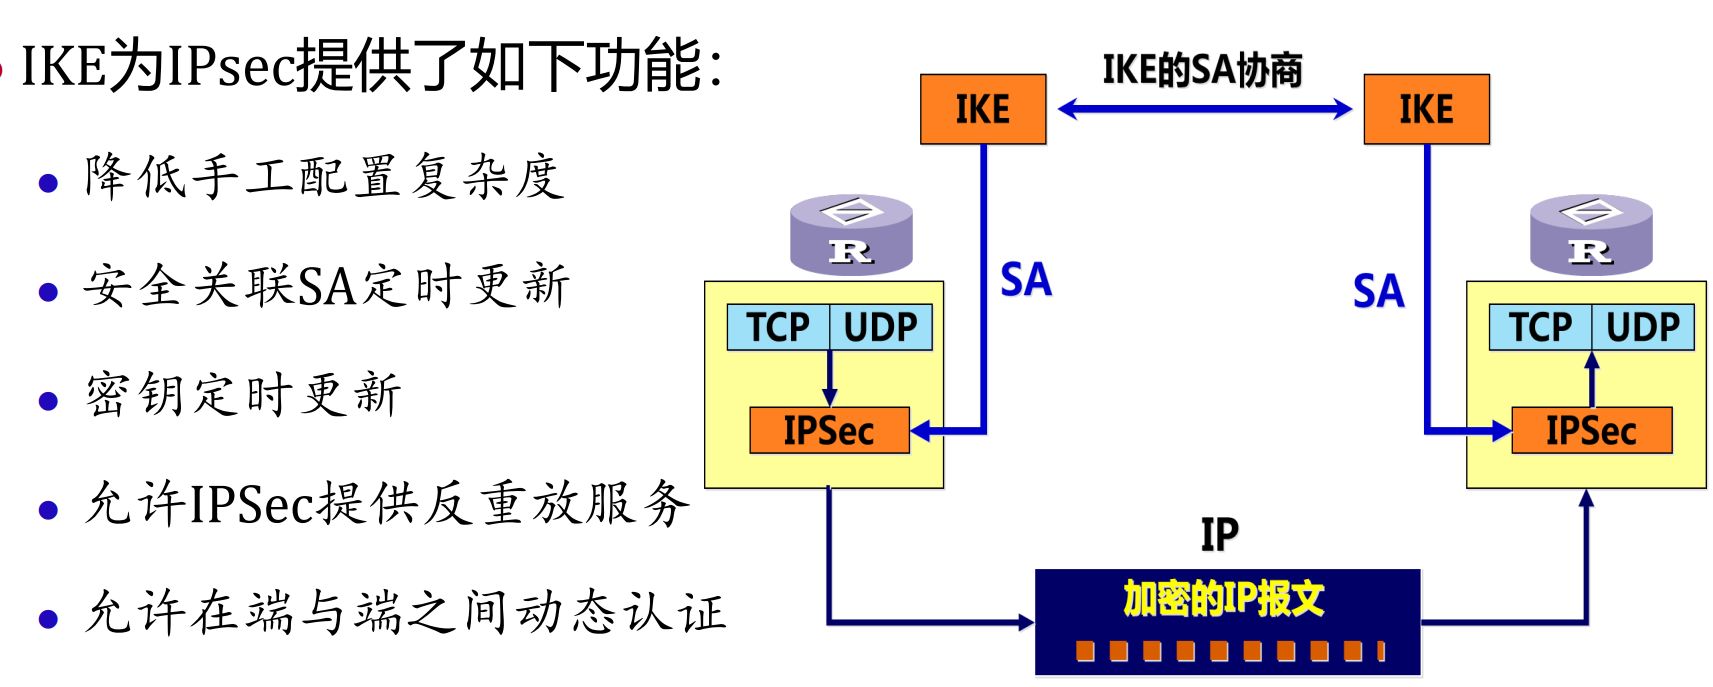 IKE为IPsec提供了如下功能：
降低手工配置复杂度
安全关联SA定时更新
密钥定时更新
允许IPSec提供反重放服务
允许在端与端之间动态认证
IKE的SA协商
IKE
IKE
R
R
SA
SA
TCP UDP
TCP UDP
IPSec
IPSec
IP
加密的IP报文